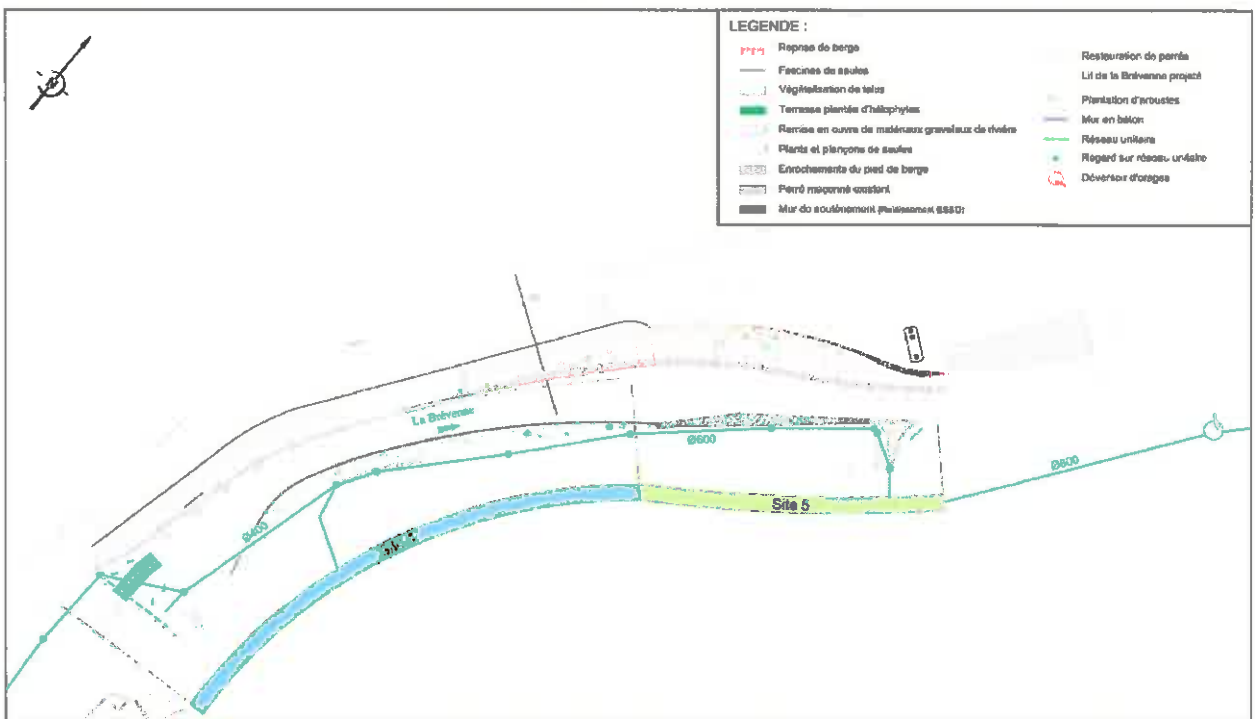 LEGENDE :
Reprise de berge
Fascines de saules
Végétalisation de talus
Terrasse plantée d'hélophytes
Remise en ouvre de matériaux graveleux de rivière
Plants et plançons de saules
Enrochements du pied de berge
Perré maçonné existant
Mur de soutènement
Restauration de perrés
Lit de la Brévenne projeté
Plantation d'arbustes
Mur en béton
Réseau unitaire
Regard sur réseau unitaire
Déversoir d'orages
La Brévenne
Ø600
Ø600
Site 5
Ø400